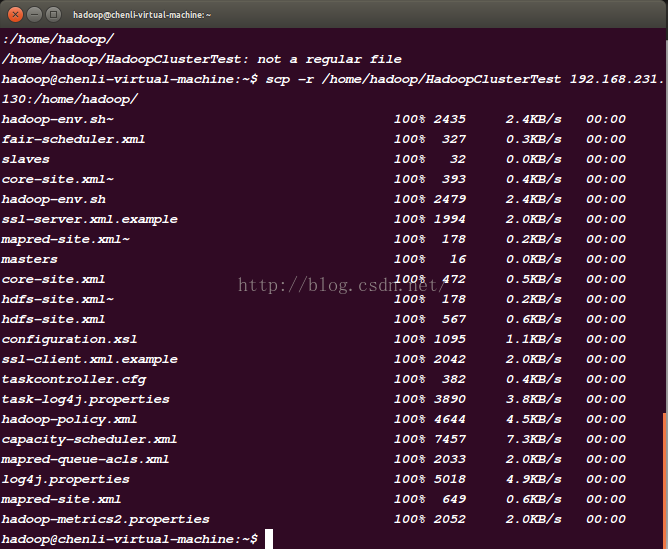 hadoop@chenli-virtual-machine: ~
:/home/hadoop/
/home/hadoop/HadoopClusterTest: not a regular file
hadoop@chenli-virtual-machine:~$ scp -r /home/hadoop/HadoopClusterTest 192.168.231.
130:/home/hadoop/
hadoop-env.sh~ 100% 2435 2.4KB/s 00:00
fair-scheduler.xml 100% 327 0.3KB/s 00:00
slaves 100% 32 0.0KB/s 00:00
core-site.xml~ 100% 393 0.4KB/s 00:00
hadoop-env.sh 100% 2479 2.4KB/s 00:00
ssl-server.xml.example 100% 1994 2.0KB/s 00:00
mapred-site.xml~ 100% 178 0.2KB/s 00:00
masters 100% 16 0.0KB/s 00:00
core-site.xml 100% 472 0.5KB/s 00:00
http://blog.csdn.net/
hdfs-site.xml~ 100% 178 0.2KB/s 00:00
hdfs-site.xml 100% 567 0.6KB/s 00:00
configuration.xsl 100% 1095 1.1KB/s 00:00
ssl-client.xml.example 100% 2042 2.0KB/s 00:00
taskcontroller.cfg 100% 382 0.4KB/s 00:00
task-log4j.properties 100% 3890 3.8KB/s 00:00
hadoop-policy.xml 100% 4644 4.5KB/s 00:00
capacity-scheduler.xml 100% 7457 7.3KB/s 00:00
mapred-queue-acls.xml 100% 2033 2.0KB/s 00:00
log4j.properties 100% 5018 4.9KB/s 00:00
mapred-site.xml 100% 649 0.6KB/s 00:00
hadoop-metrics2.properties 100% 2052 2.0KB/s 00:00
hadoop@chenli-virtual-machine:~$